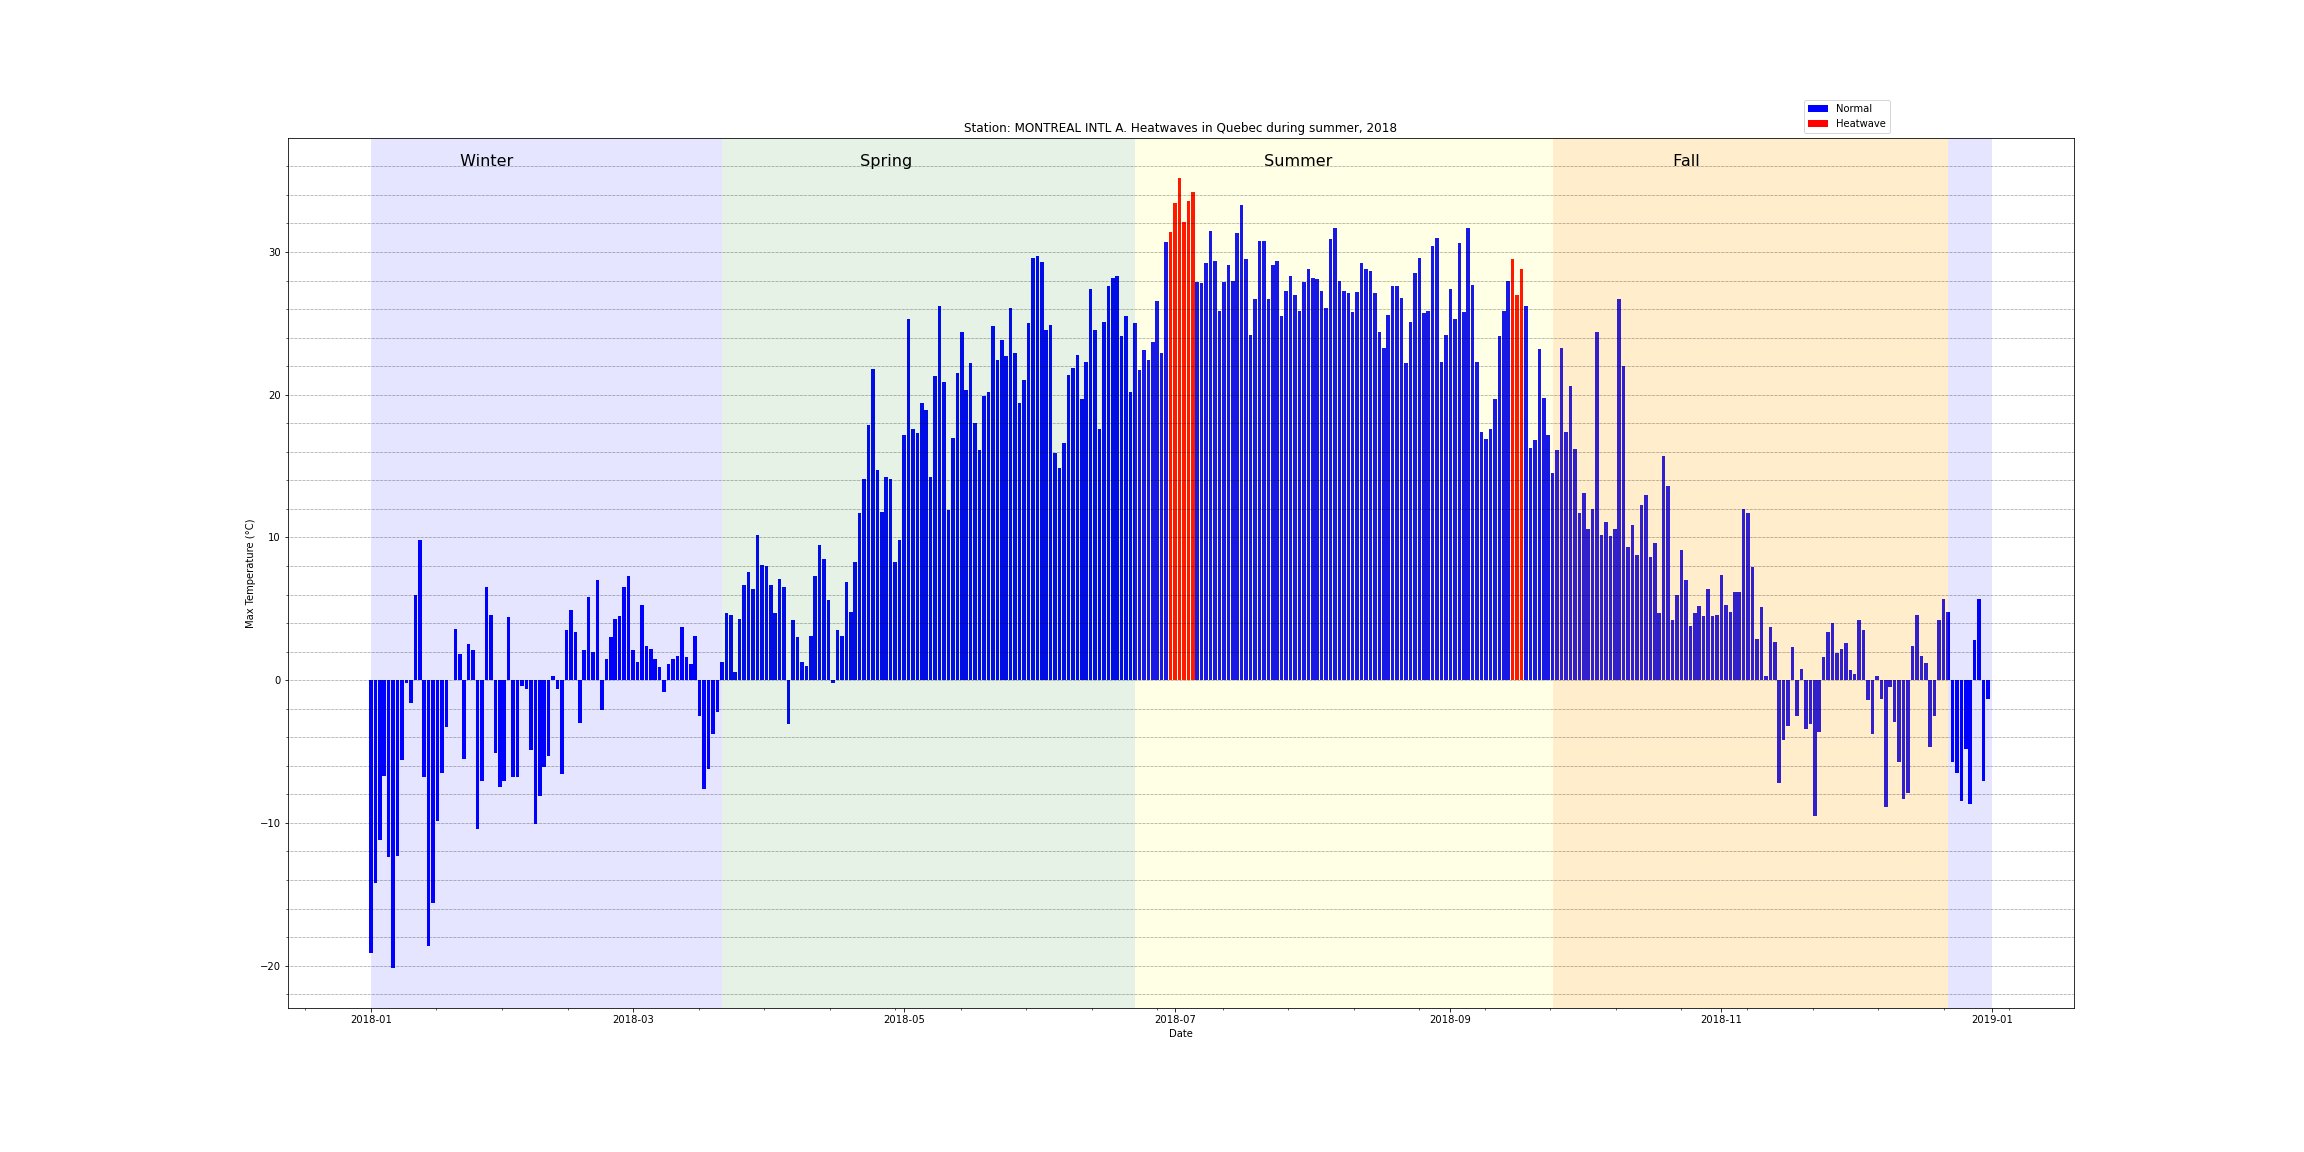 Normal
Heatwave
Station: MONTREAL INTL A. Heatwaves in Quebec during summer, 2018
Winter Spring Summer Fall
30
20
10
0
−10
−20
Max Temperature (°C)
2018-01 2018-03 2018-05 2018-07 2018-09 2018-11 2019-01
Date